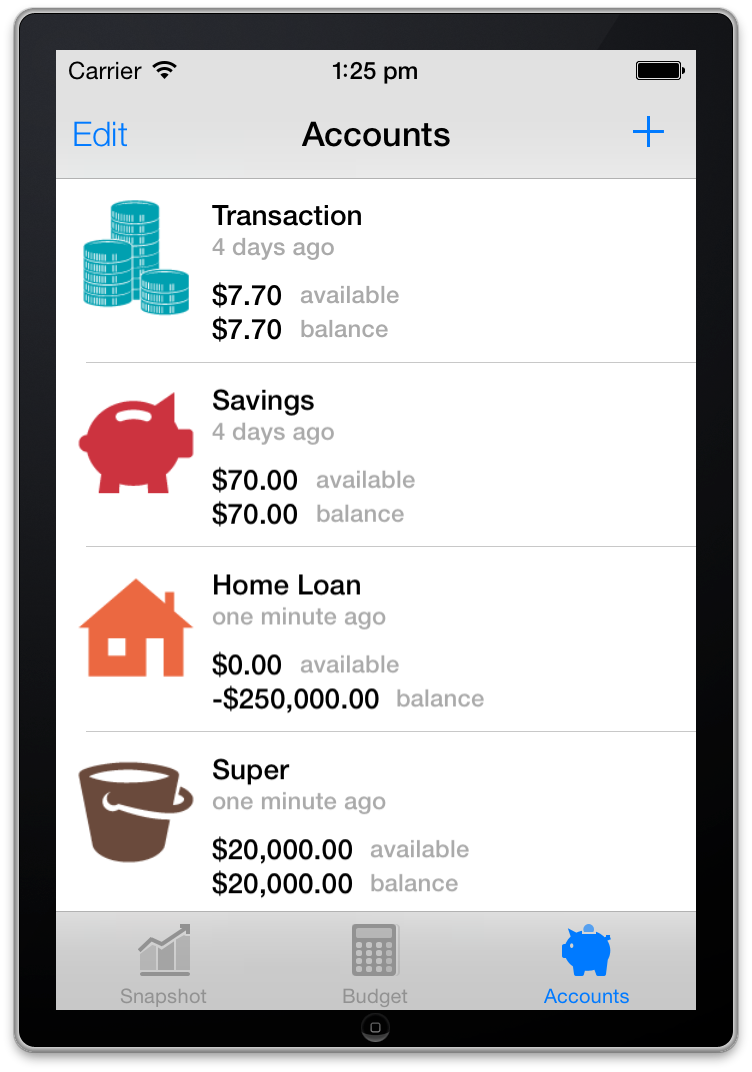 Carrier 1:25 pm
Edit Accounts +
Transaction
4 days ago
$7.70 available
$7.70 balance
Savings
4 days ago
$70.00 available
$70.00 balance
Home Loan
one minute ago
$0.00 available
-$250,000.00 balance
Super
one minute ago
$20,000.00 available
$20,000.00 balance
Snapshot Budget Accounts